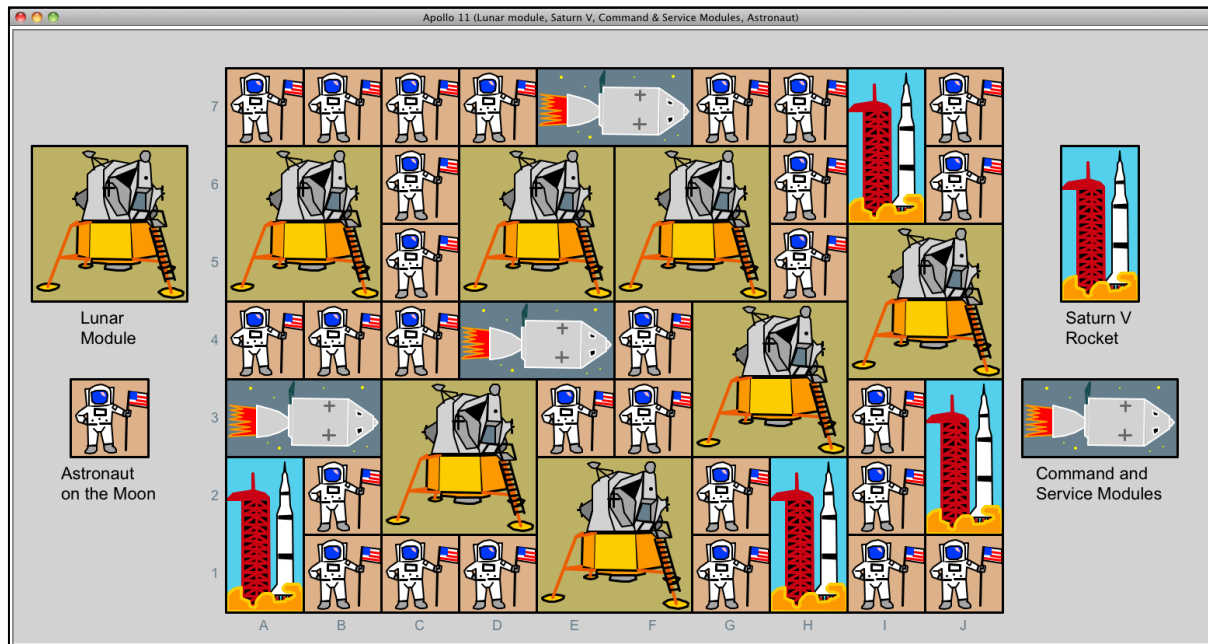 Apollo 11 (Lunar module, Saturn V, Command & Service Modules, Astronaut)
7
6
5
4
3
2
1
A B C D E F G H I J
Lunar
Module
Astronaut
on the Moon
Saturn V
Rocket
Command and
Service Modules